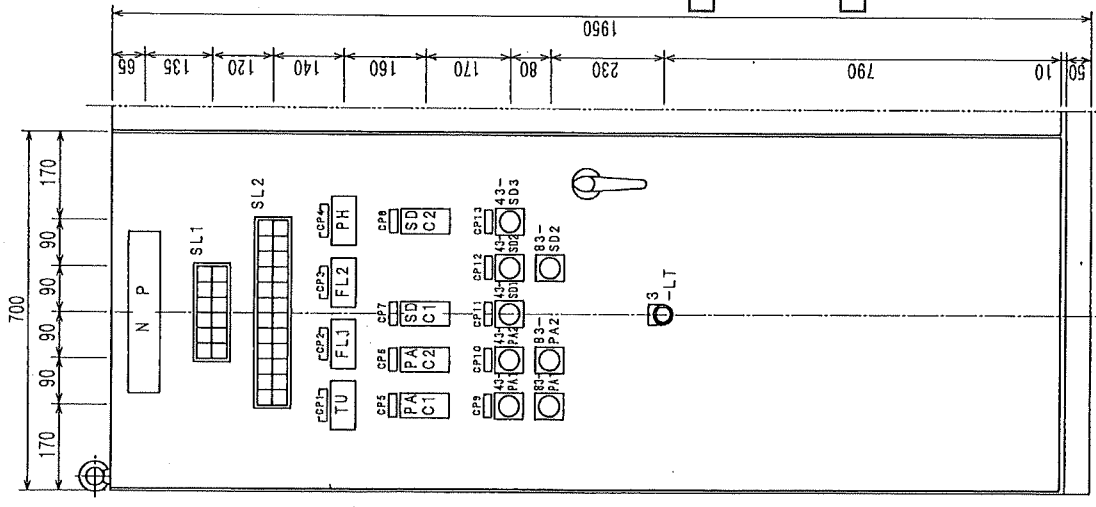 1950
65
135
120
140
160
170
80
230
790
10
50
700
170
90
90
90
90
170
N P
SL1
SL2
CP1
CP2
CP3
CP4
TU
FL1
FL2
PH
CP5
CP6
CP7
CP8
PA C1
PA C2
SD C1
SD C2
CP9
CP10
CP11
CP12
CP13
43-PA1
43-PA2
43-SD1
43-SD2
43-SD3
83-PA1
83-PA2
83-SD2
3-LT